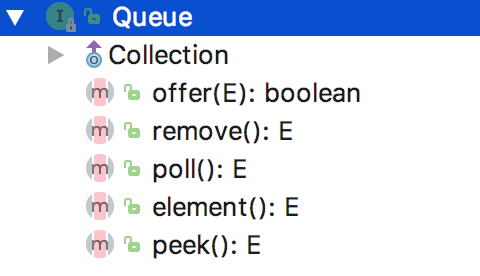 Queue
Collection
offer(E): boolean
remove(): E
poll(): E
element(): E
peek(): E